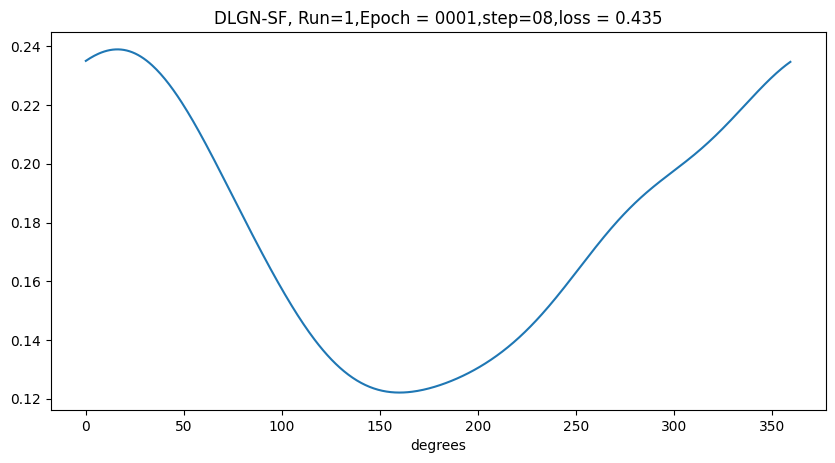 DLGN-SF, Run=1,Epoch = 0001,step=08,loss = 0.435
0.24
0.22
0.20
0.18
0.16
0.14
0.12
0 50 100 150 200 250 300 350
degrees